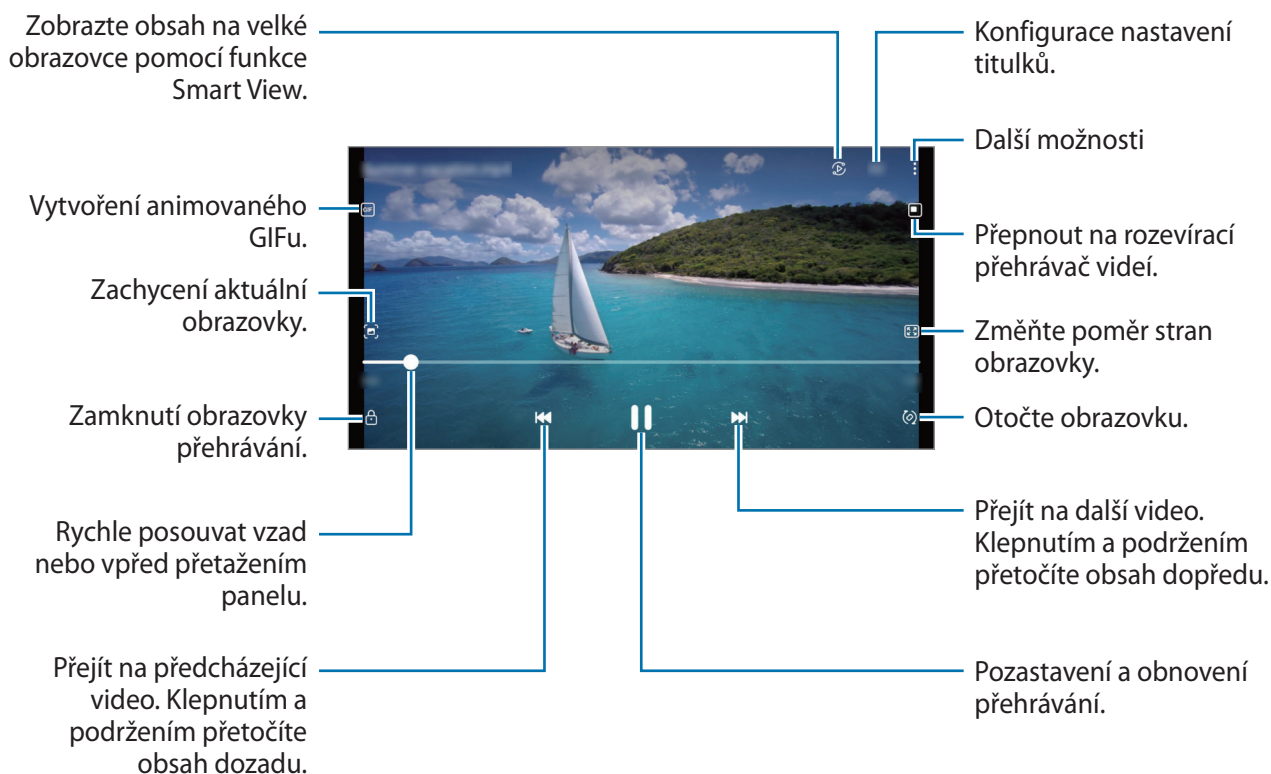 Zobrazte obsah na velké
obrazovce pomocí funkce
Smart View.
Konfigurace nastavení
titulků.
Další možnosti
Vytvoření animovaného
GIFu.
GIF
Přepnout na rozevírací
přehrávač videí.
Zachycení aktuální
obrazovky.
Změňte poměr stran
obrazovky.
Zamknutí obrazovky
přehrávání.
Otočte obrazovku.
Rychle posouvat vzad
nebo vpřed přetažením
panelu.
Přejít na další video.
Klepnutím a podržením
přetočíte obsah dopředu.
Přejít na předcházející
video. Klepnutím a
podržením přetočíte
obsah dozadu.
Pozastavení a obnovení
přehrávání.